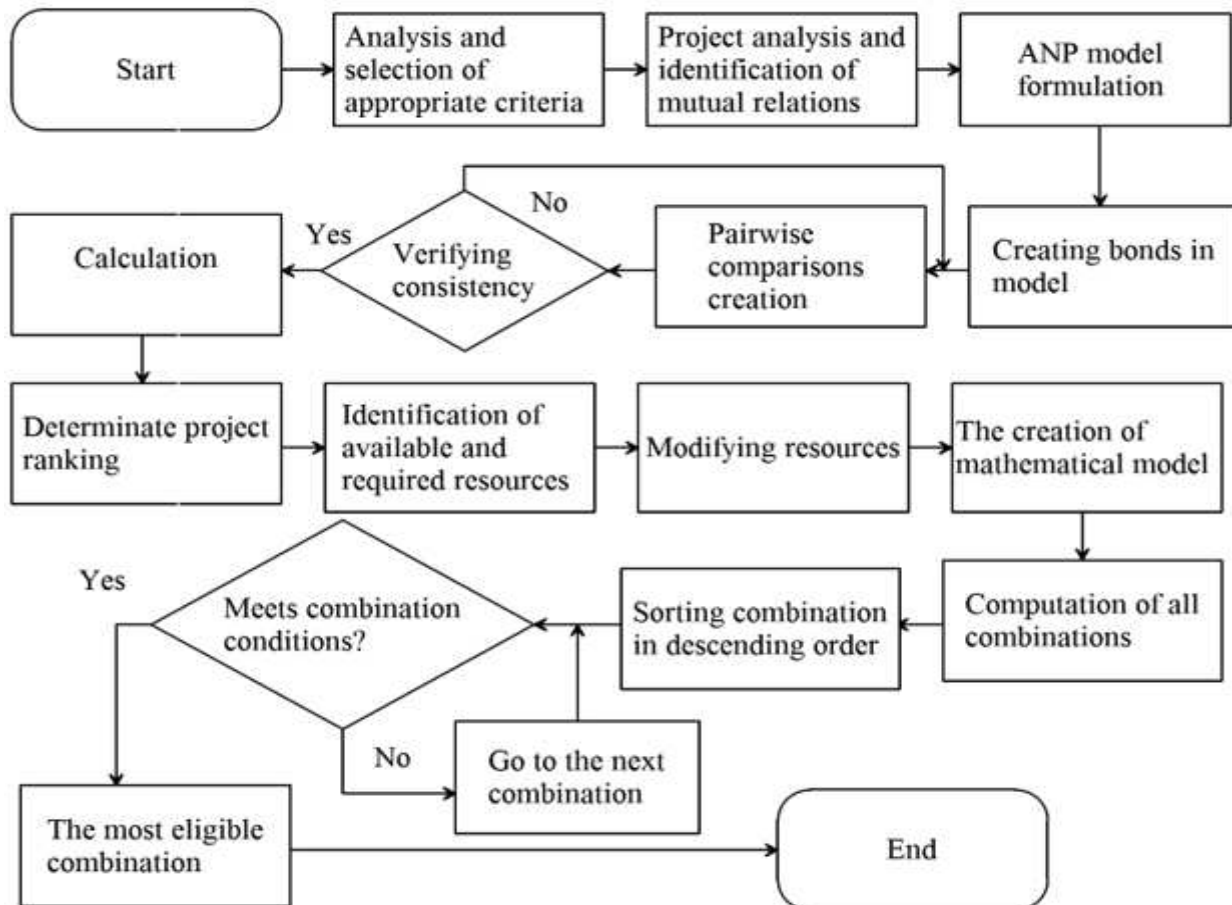 Start
Analysis and
selection of
appropriate criteria
Project analysis and
identification of
mutual relations
ANP model
formulation
Creating bonds in
model
Pairwise
comparisons
creation
No
Verifying
consistency
Yes
Calculation
Determinate project
ranking
Identification of
available and
required resources
Modifying resources
The creation of
mathematical model
Computation of all
combinations
Sorting combination
in descending order
Meets combination
conditions?
Yes
No
Go to the next
combination
The most eligible
combination
End